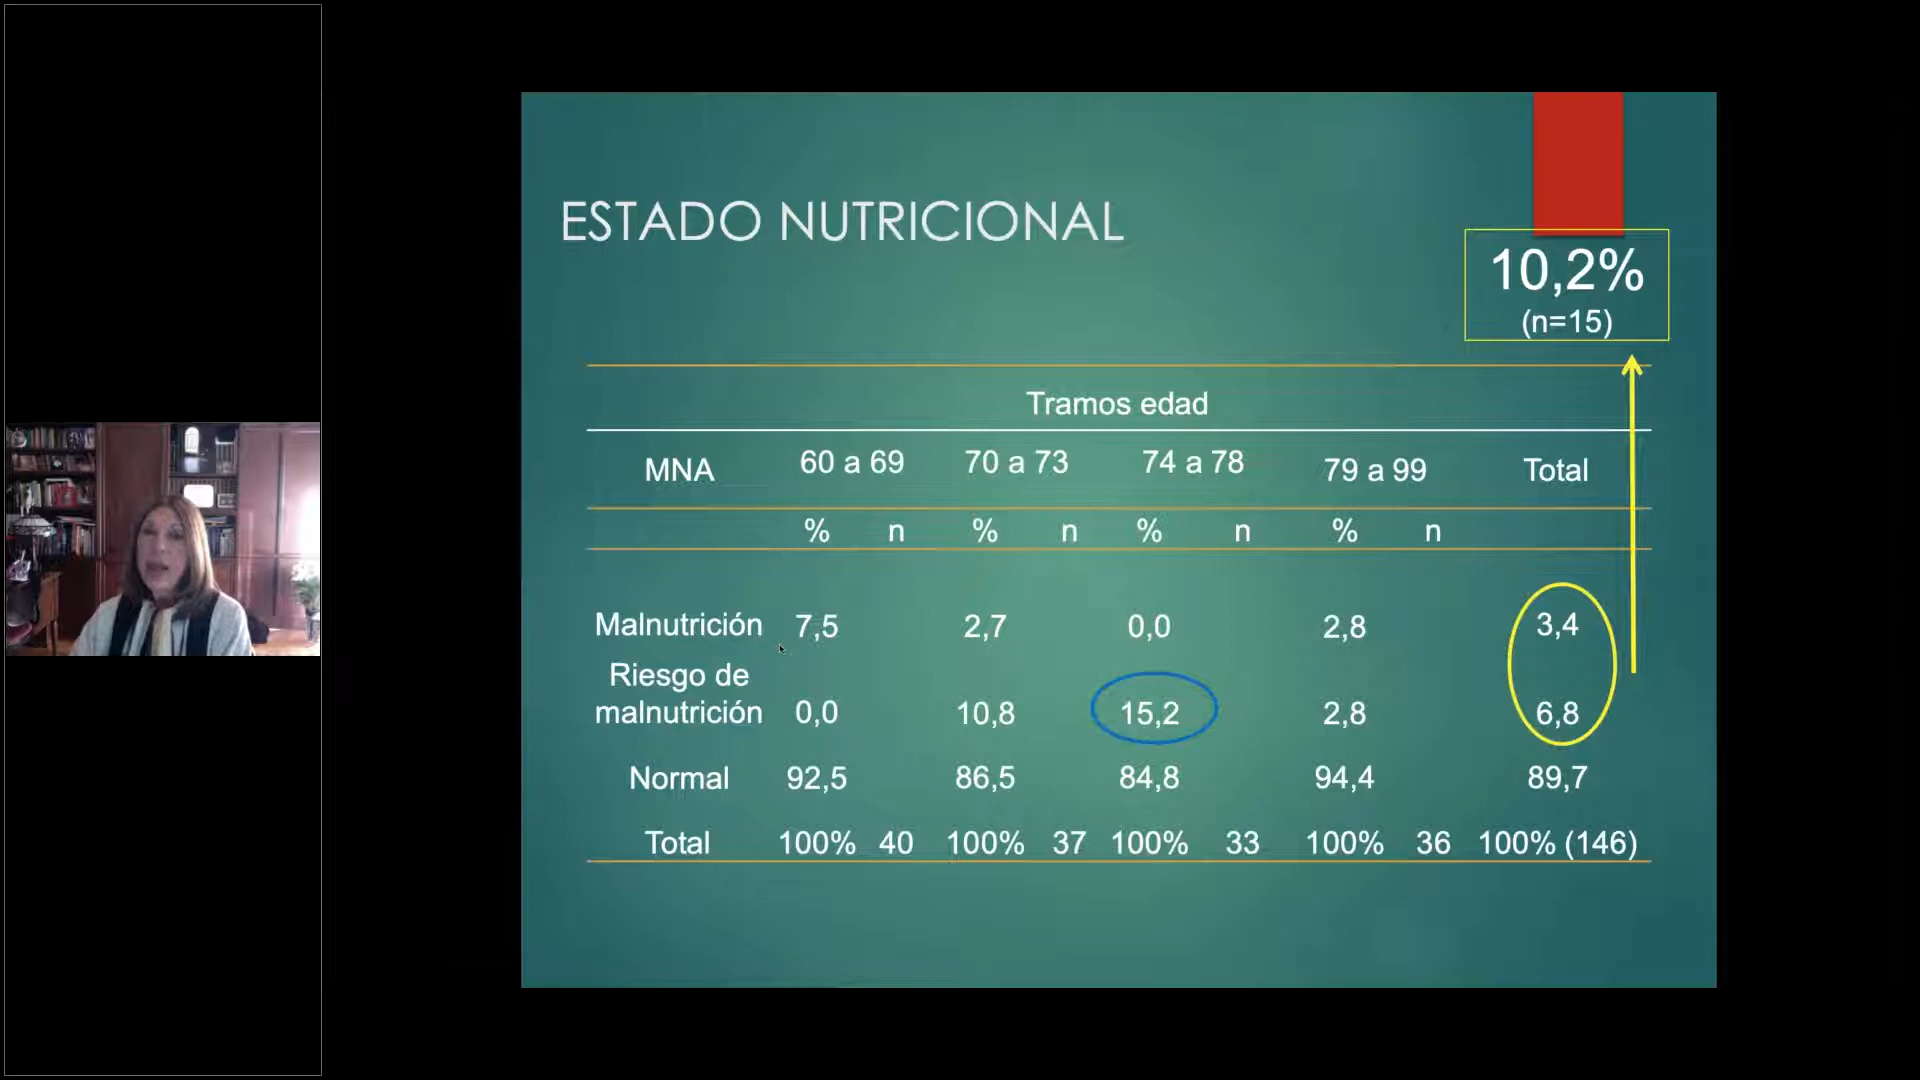 ESTADO NUTRICIONAL
10,2%
(n=15)
Tramos edad
MNA 60 a 69 70 a 73 74 a 78 79 a 99 Total
% n % n % n % n
Malnutrición 7,5 2,7 0,0 2,8 3,4
Riesgo de
malnutrición 0,0 10,8 15,2 2,8 6,8
Normal 92,5 86,5 84,8 94,4 89,7
Total 100% 40 100% 37 100% 33 100% 36 100% (146)